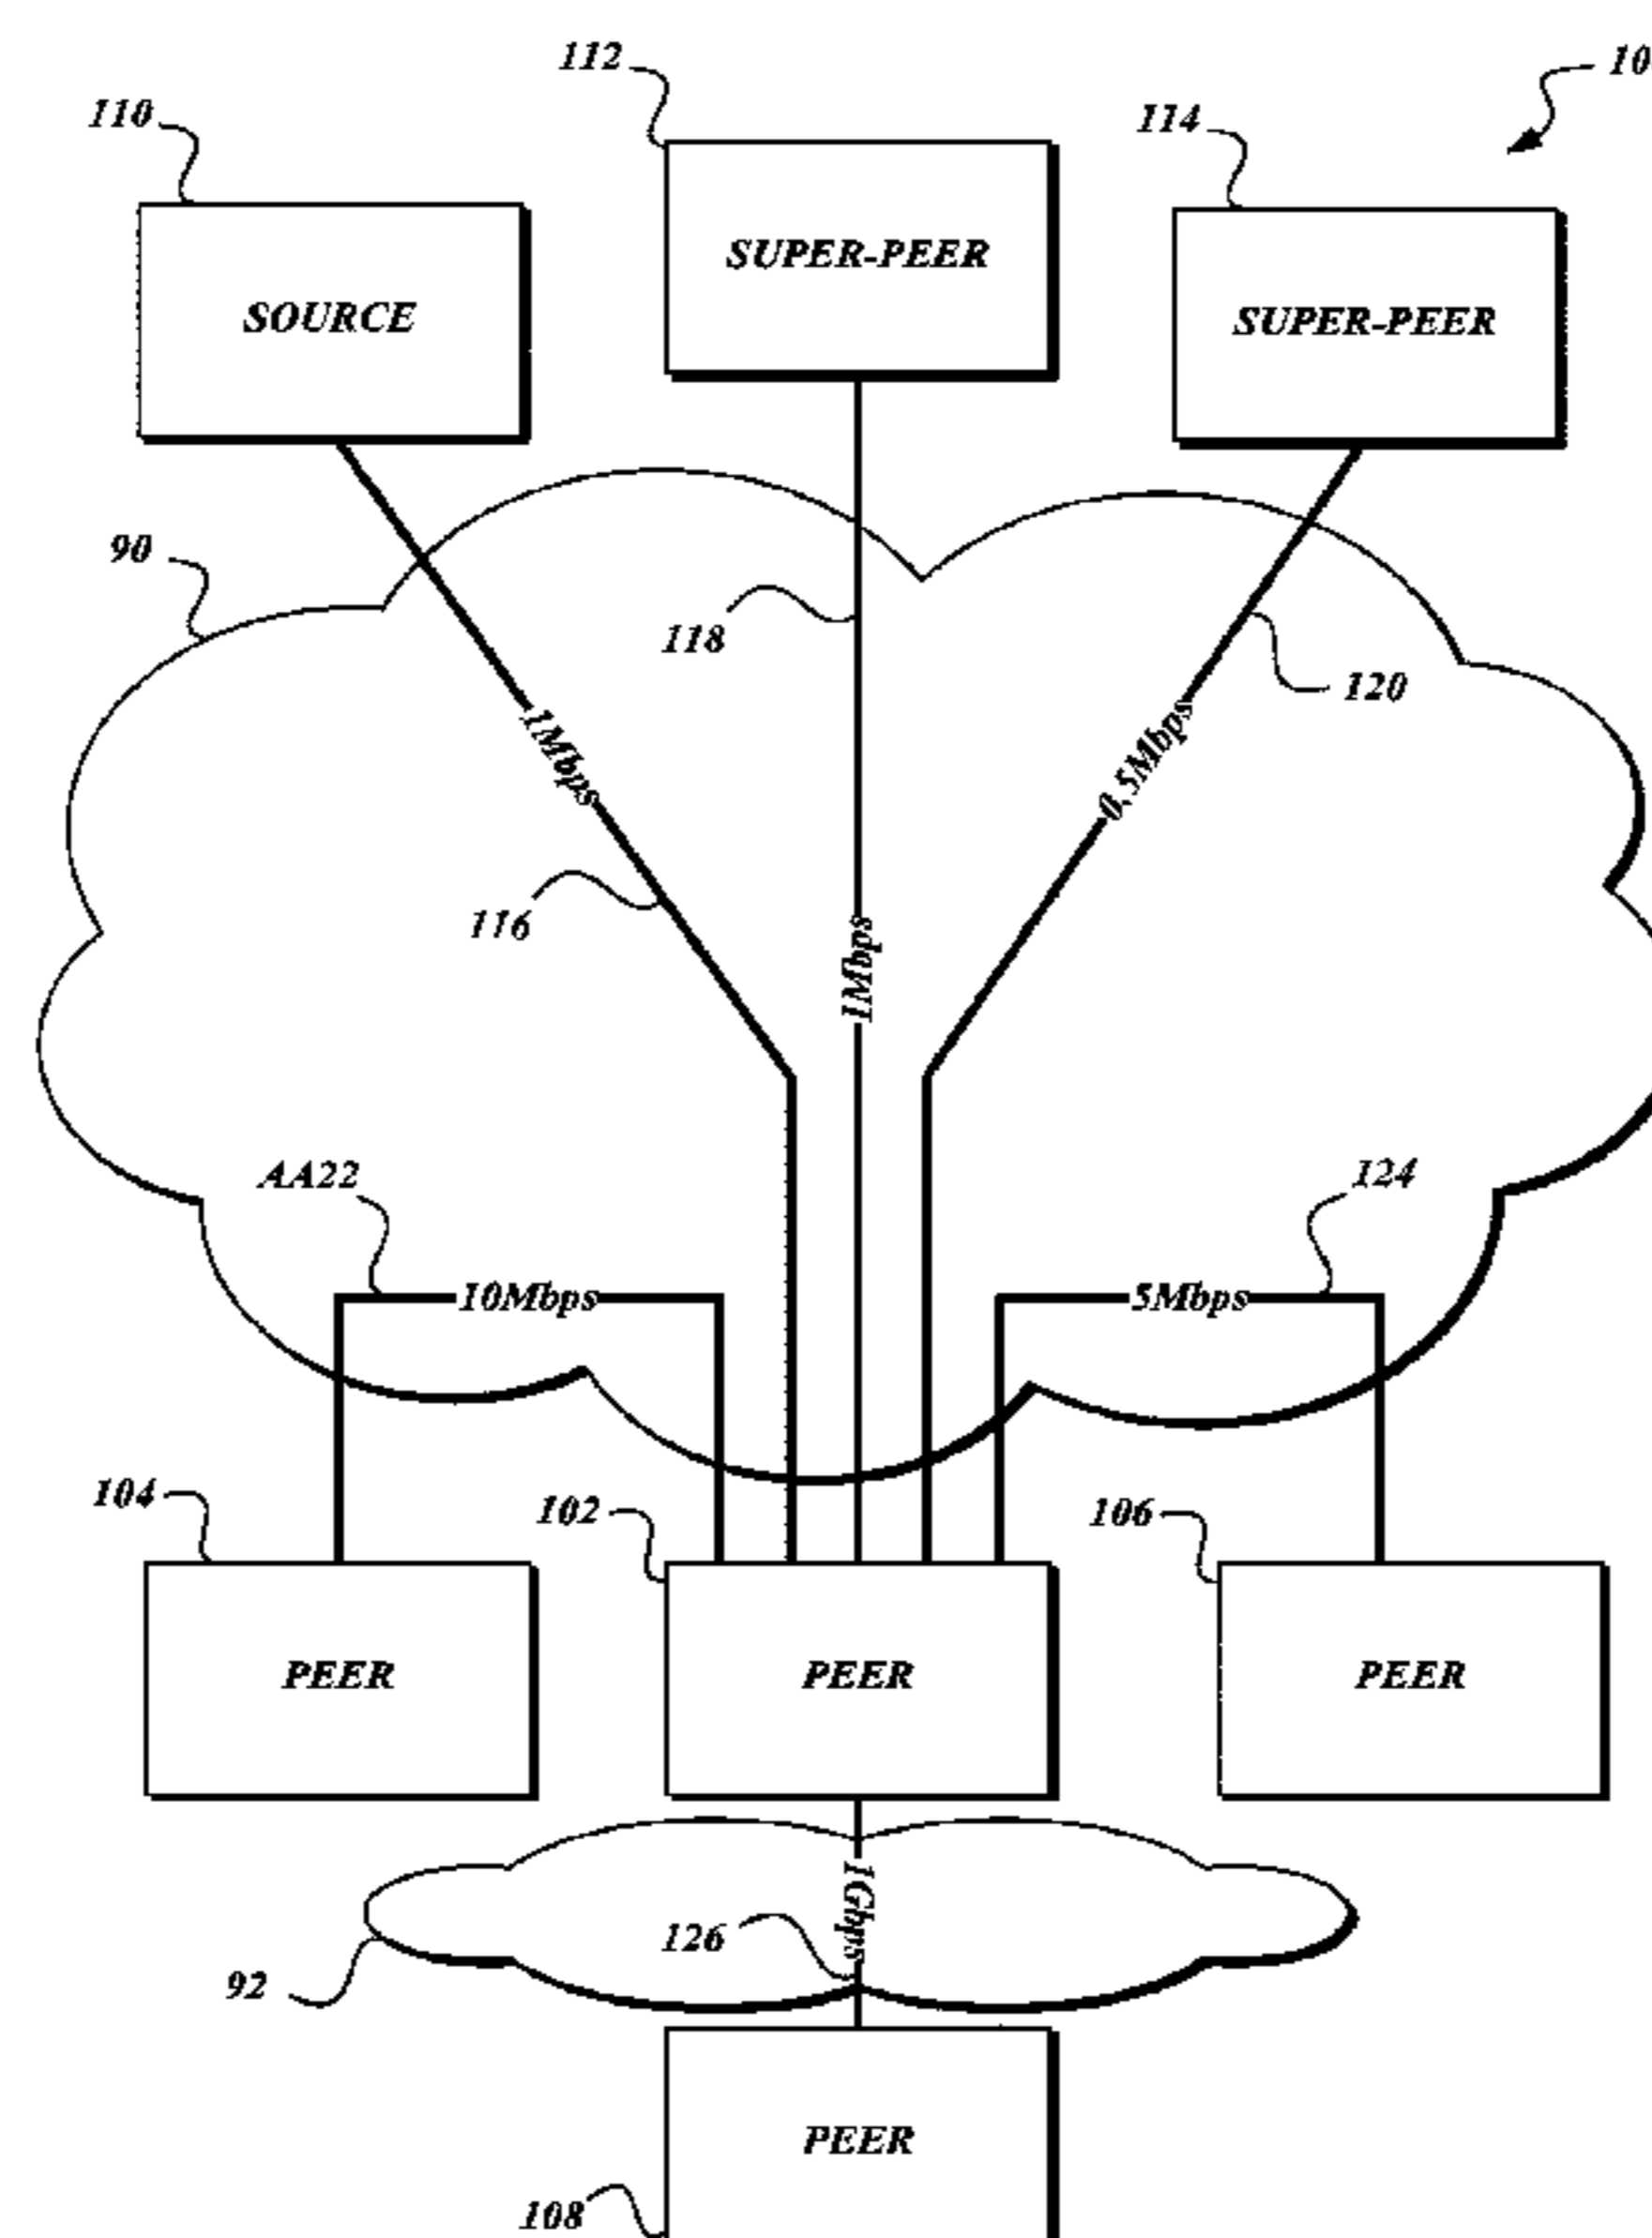 112
10
110
114
SUPER-PEER
SOURCE
SUPER-PEER
90
118
120
1Mbps
0.5Mbps
116
1Mbps
AA22
124
10Mbps
5Mbps
104
102
106
PEER
PEER
PEER
1Gbps
126
92
PEER
108